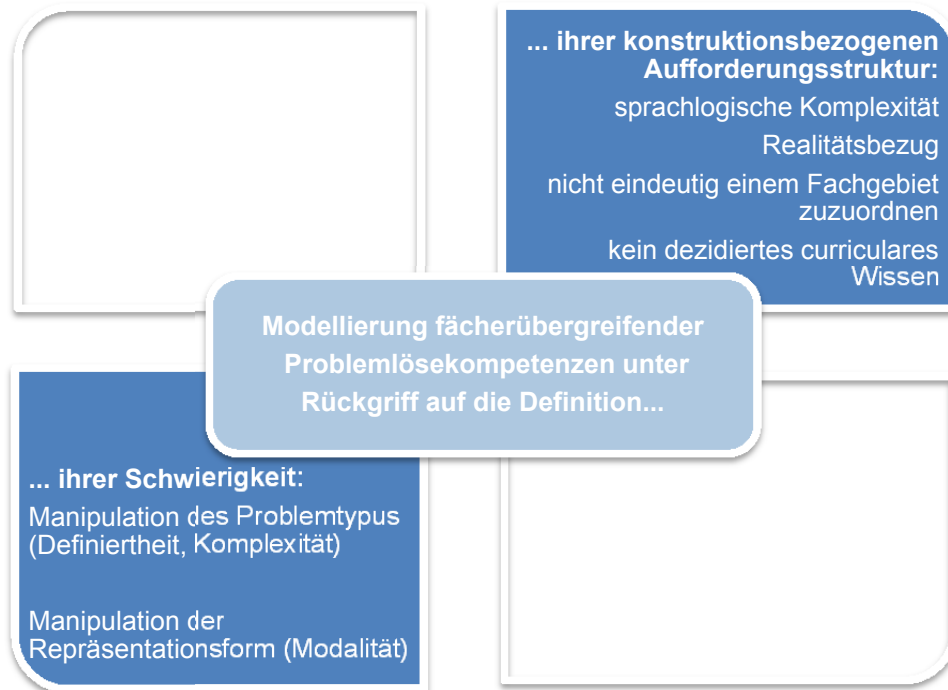 ... ihrer konstruktionsbezogenen
Aufforderungsstruktur:
sprachlogische Komplexität
Realitätsbezug
nicht eindeutig einem Fachgebiet
zuzuordnen
kein dezidiertes curriculares
Wissen
Modellierung fächerübergreifender
Problemlösekompetenzen unter
Rückgriff auf die Definition...
... ihrer Schwierigkeit:
Manipulation des Problemtypus
(Definiertheit, Komplexität)
Manipulation der
Repräsentationsform (Modalität)